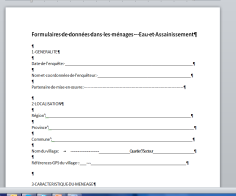 Formulaires de données dans les ménages – Eau et Assainissement¶
¶
1 GENERALITE¶
¶
Date de l'enquête:¶
¶
Nom et coordonnées de l'enquêteur:¶
¶
Partenaire de mise en œuvre:¶
¶
2 LOCALISATION¶
¶
Région¶
¶
Province¶
¶
Commune¶
¶
Nom du village: → Quartier/Secteur¶
¶
Références GPS du village:¶
¶
3 CARACTERISTIQUE DU MENEAGE¶